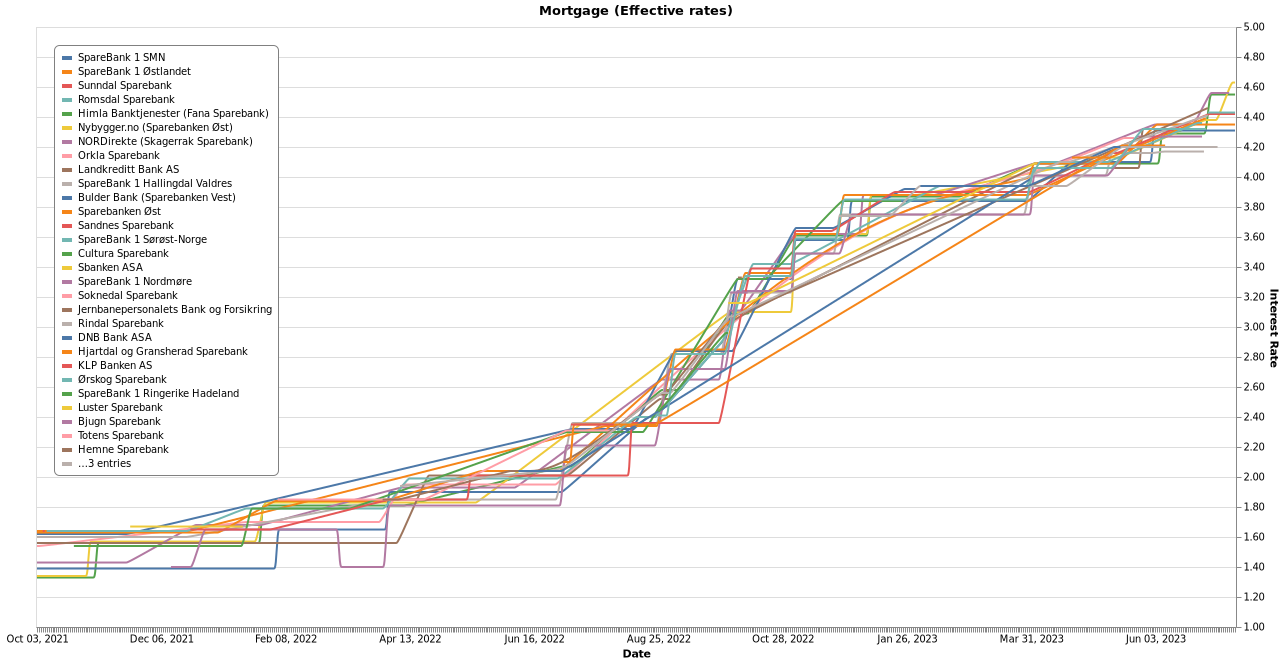 Mortgage (Effective rates)
SpareBank 1 SMN
SpareBank 1 Østlandet
Sunndal Sparebank
Romsdal Sparebank
Himla Banktjenester (Fana Sparebank)
Nybygger.no (Sparebanken Øst)
NORDirekte (Skagerrak Sparebank)
Orkla Sparebank
Landkreditt Bank AS
SpareBank 1 Hallingdal Valdres
Bulder Bank (Sparebanken Vest)
Sparebanken Øst
Sandnes Sparebank
SpareBank 1 Sørøst-Norge
Cultura Sparebank
Sbanken ASA
SpareBank 1 Nordmøre
Soknedal Sparebank
Jernbanepersonalets Bank og Forsikring
Rindal Sparebank
DNB Bank ASA
Hjartdal og Gransherad Sparebank
KLP Banken AS
Ørskog Sparebank
SpareBank 1 Ringerike Hadeland
Luster Sparebank
Bjugn Sparebank
Totens Sparebank
Hemne Sparebank
...3 entries
5.00
4.80
4.60
4.40
4.20
4.00
3.80
3.60
3.40
3.20
3.00
2.80
2.60
2.40
2.20
2.00
1.80
1.60
1.40
1.20
1.00
Interest Rate
Oct 03, 2021 Dec 06, 2021 Feb 08, 2022 Apr 13, 2022 Jun 16, 2022 Aug 25, 2022 Oct 28, 2022 Jan 26, 2023 Mar 31, 2023 Jun 03, 2023
Date